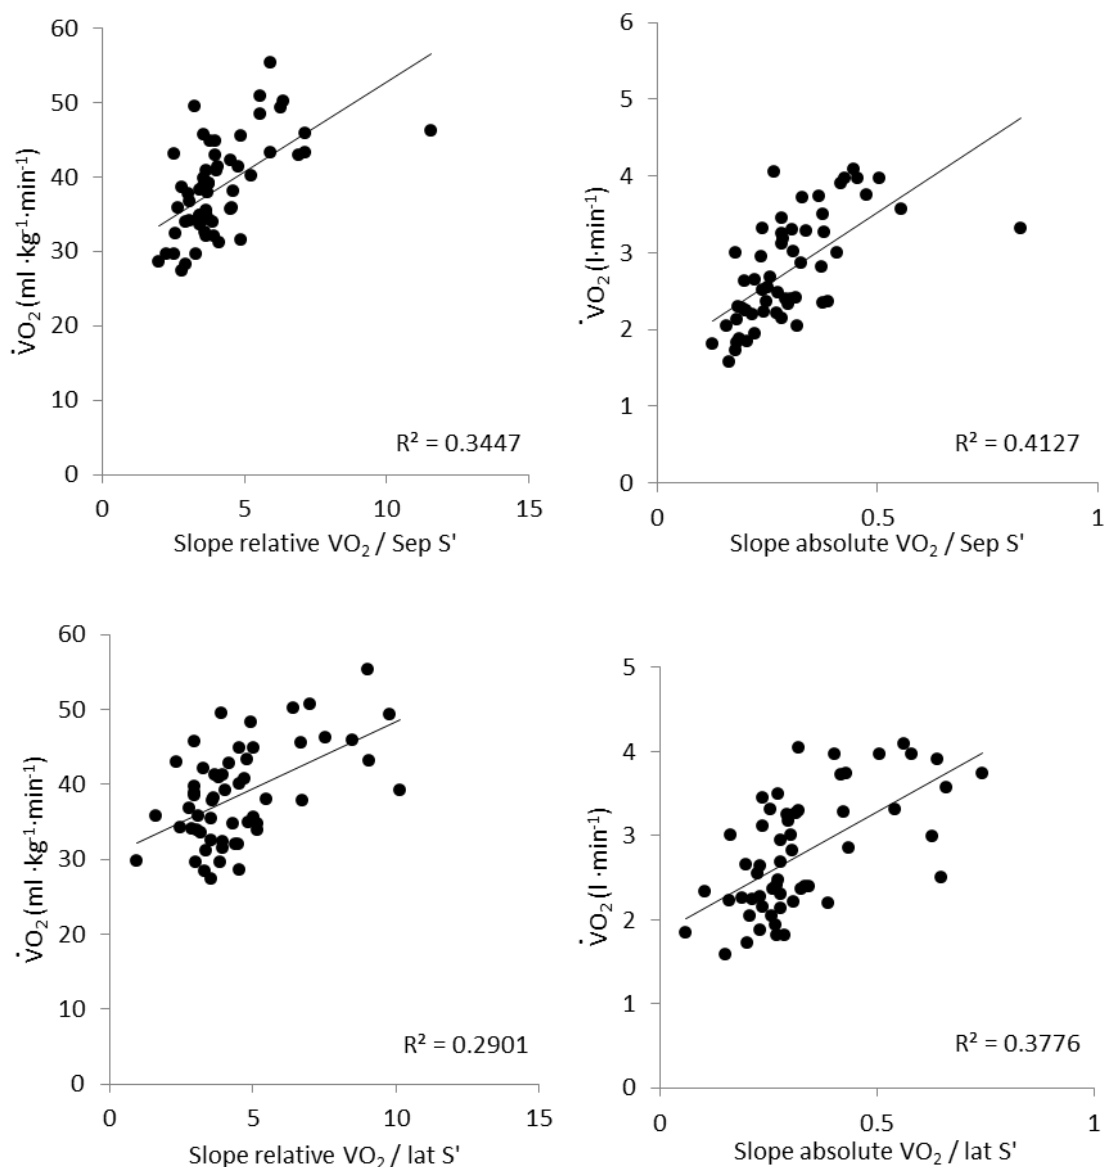 60
50
40
30
20
10
0
0 5 10 15
V̇O₂ (ml ·kg⁻¹·min⁻¹)
Slope relative VO₂ / Sep S'
R² = 0.3447
6
5
4
3
2
1
0
0 0.5 1
V̇O₂ (l·min⁻¹)
Slope absolute VO₂ / Sep S'
R² = 0.4127
60
50
40
30
20
10
0
0 5 10 15
V̇O₂ (ml ·kg⁻¹·min⁻¹)
Slope relative VO₂ / lat S'
R² = 0.2901
5
4
3
2
1
0
0 0.5 1
V̇O₂ (l ·min⁻¹)
Slope absolute VO₂ / lat S'
R² = 0.3776